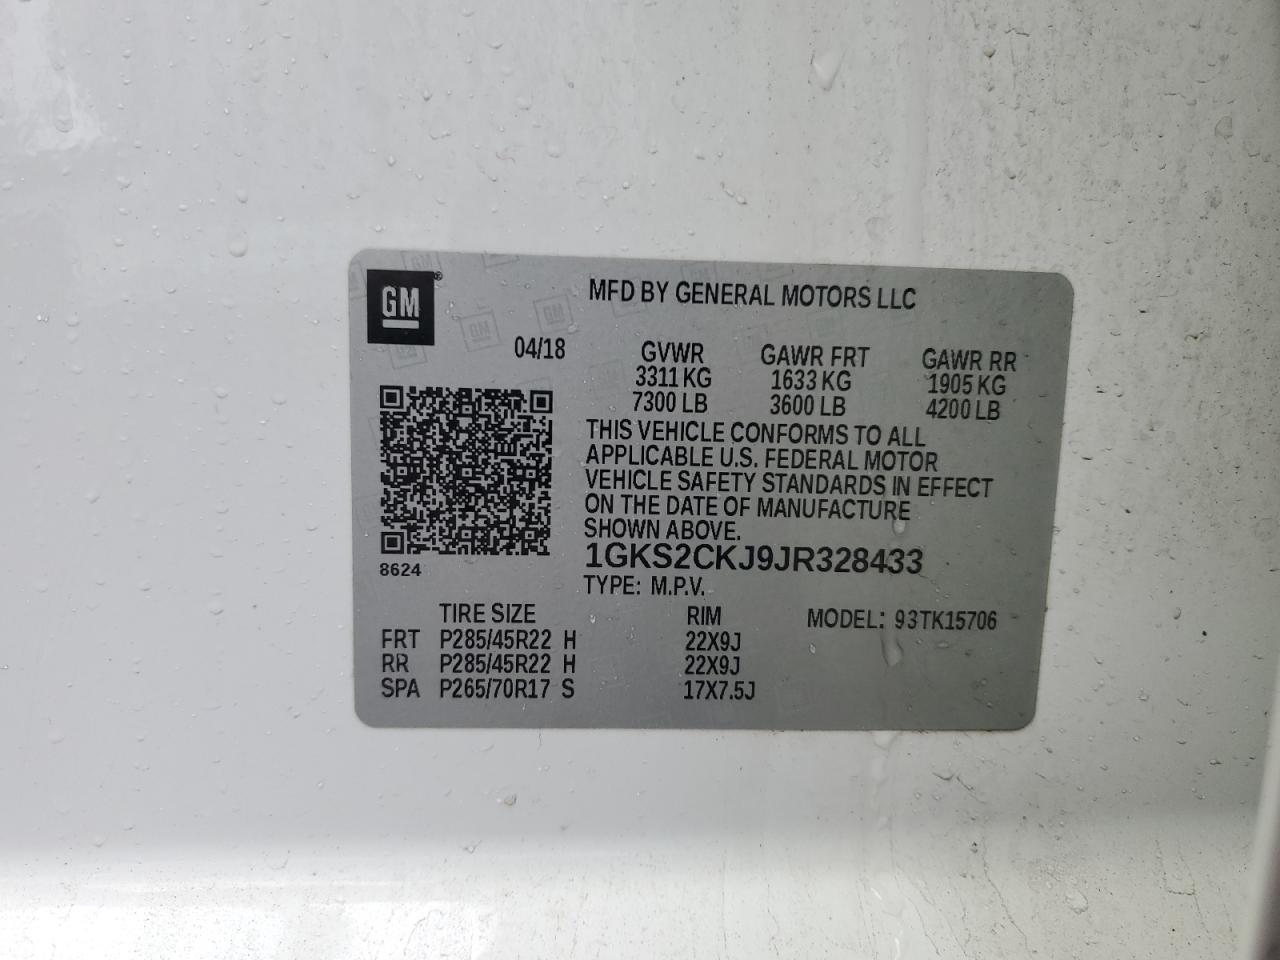 GM®
MFD BY GENERAL MOTORS LLC
04/18
GVWR GAWR FRT GAWR RR
3311 KG 1633 KG 1905 KG
7300 LB 3600 LB 4200 LB
THIS VEHICLE CONFORMS TO ALL
APPLICABLE U.S. FEDERAL MOTOR
VEHICLE SAFETY STANDARDS IN EFFECT
ON THE DATE OF MANUFACTURE
SHOWN ABOVE.
1GKS2CKJ9JR328433
8624
TYPE: M.P.V.
TIRE SIZE RIM MODEL: 93TK15706
FRT P285/45R22 H 22X9J
RR P285/45R22 H 22X9J
SPA P265/70R17 S 17X7.5J